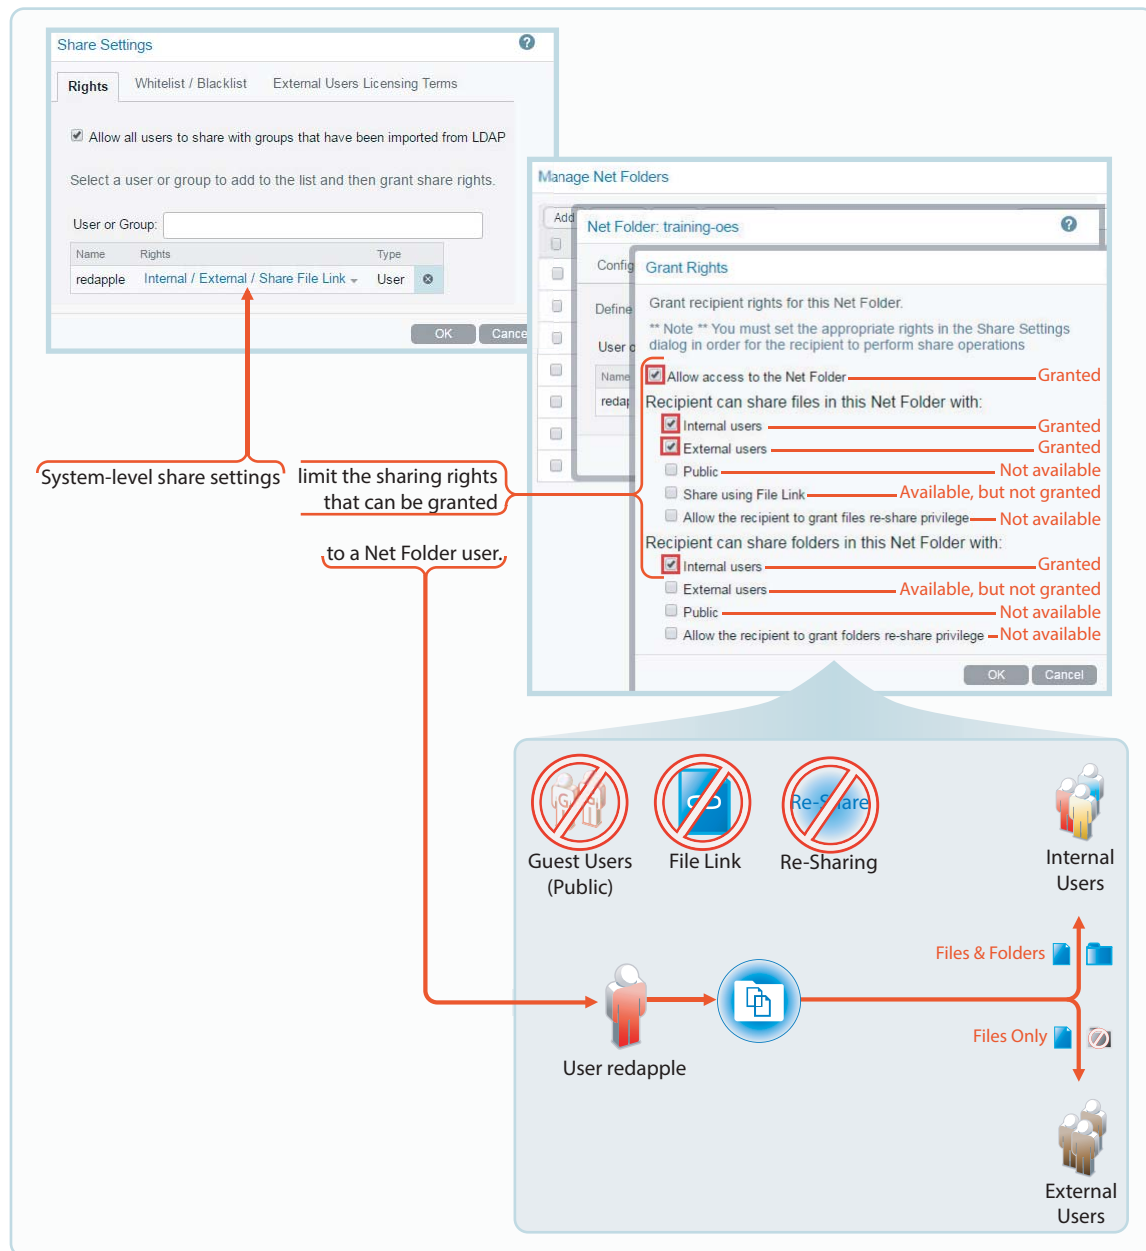 Share Settings
Rights
Whitelist / Blacklist
External Users Licensing Terms
Allow all users to share with groups that have been imported from LDAP
Select a user or group to add to the list and then grant share rights.
User or Group:
Name Rights Type
redapple Internal / External / Share File Link User
OK Cance
Manage Net Folders
Add
Net Folder: training-oes
Config
Define
User o
Name
redap
Grant Rights
Grant recipient rights for this Net Folder.
** Note ** You must set the appropriate rights in the Share Settings
dialog in order for the recipient to perform share operations
Allow access to the Net Folder Granted
Recipient can share files in this Net Folder with:
Internal users Granted
External users Granted
Public Not available
Share using File Link Available, but not granted
Allow the recipient to grant files re-share privilege Not available
Recipient can share folders in this Net Folder with:
Internal users Granted
External users Available, but not granted
Public Not available
Allow the recipient to grant folders re-share privilege Not available
OK Cancel
System-level share settings
limit the sharing rights
that can be granted
to a Net Folder user.
G G
Re-Share
Guest Users
(Public)
File Link
Re-Sharing
Internal
Users
Files & Folders
Files Only
User redapple
External
Users